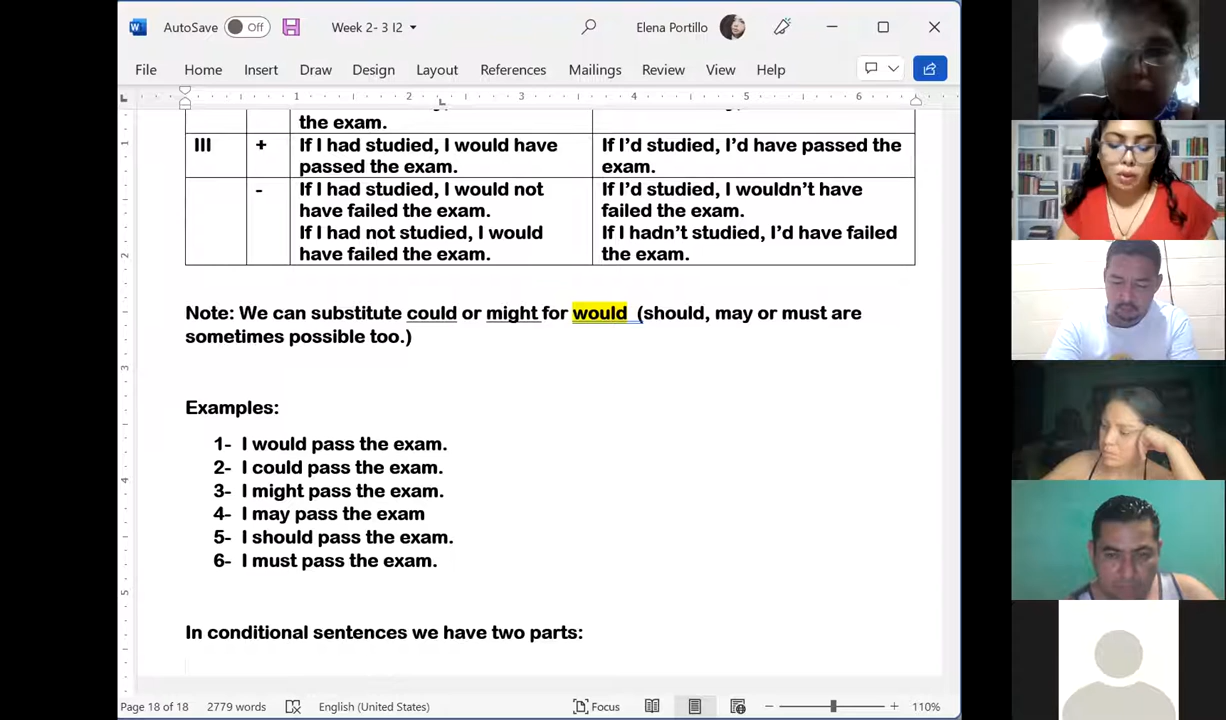 AutoSave Off Week 2- 3 I2 Elena Portillo
File Home Insert Draw Design Layout References Mailings Review View Help
1 2 3 4 5 6
the exam.
III + If I had studied, I would have If I’d studied, I’d have passed the
passed the exam. exam.
- If I had studied, I would not If I’d studied, I wouldn’t have
have failed the exam. failed the exam.
If I had not studied, I would If I hadn’t studied, I’d have failed
have failed the exam. the exam.
Note: We can substitute could or might for would (should, may or must are
sometimes possible too.)
Examples:
1- I would pass the exam.
2- I could pass the exam.
3- I might pass the exam.
4- I may pass the exam
5- I should pass the exam.
6- I must pass the exam.
In conditional sentences we have two parts:
Page 18 of 18 2779 words English (United States) Focus 110%